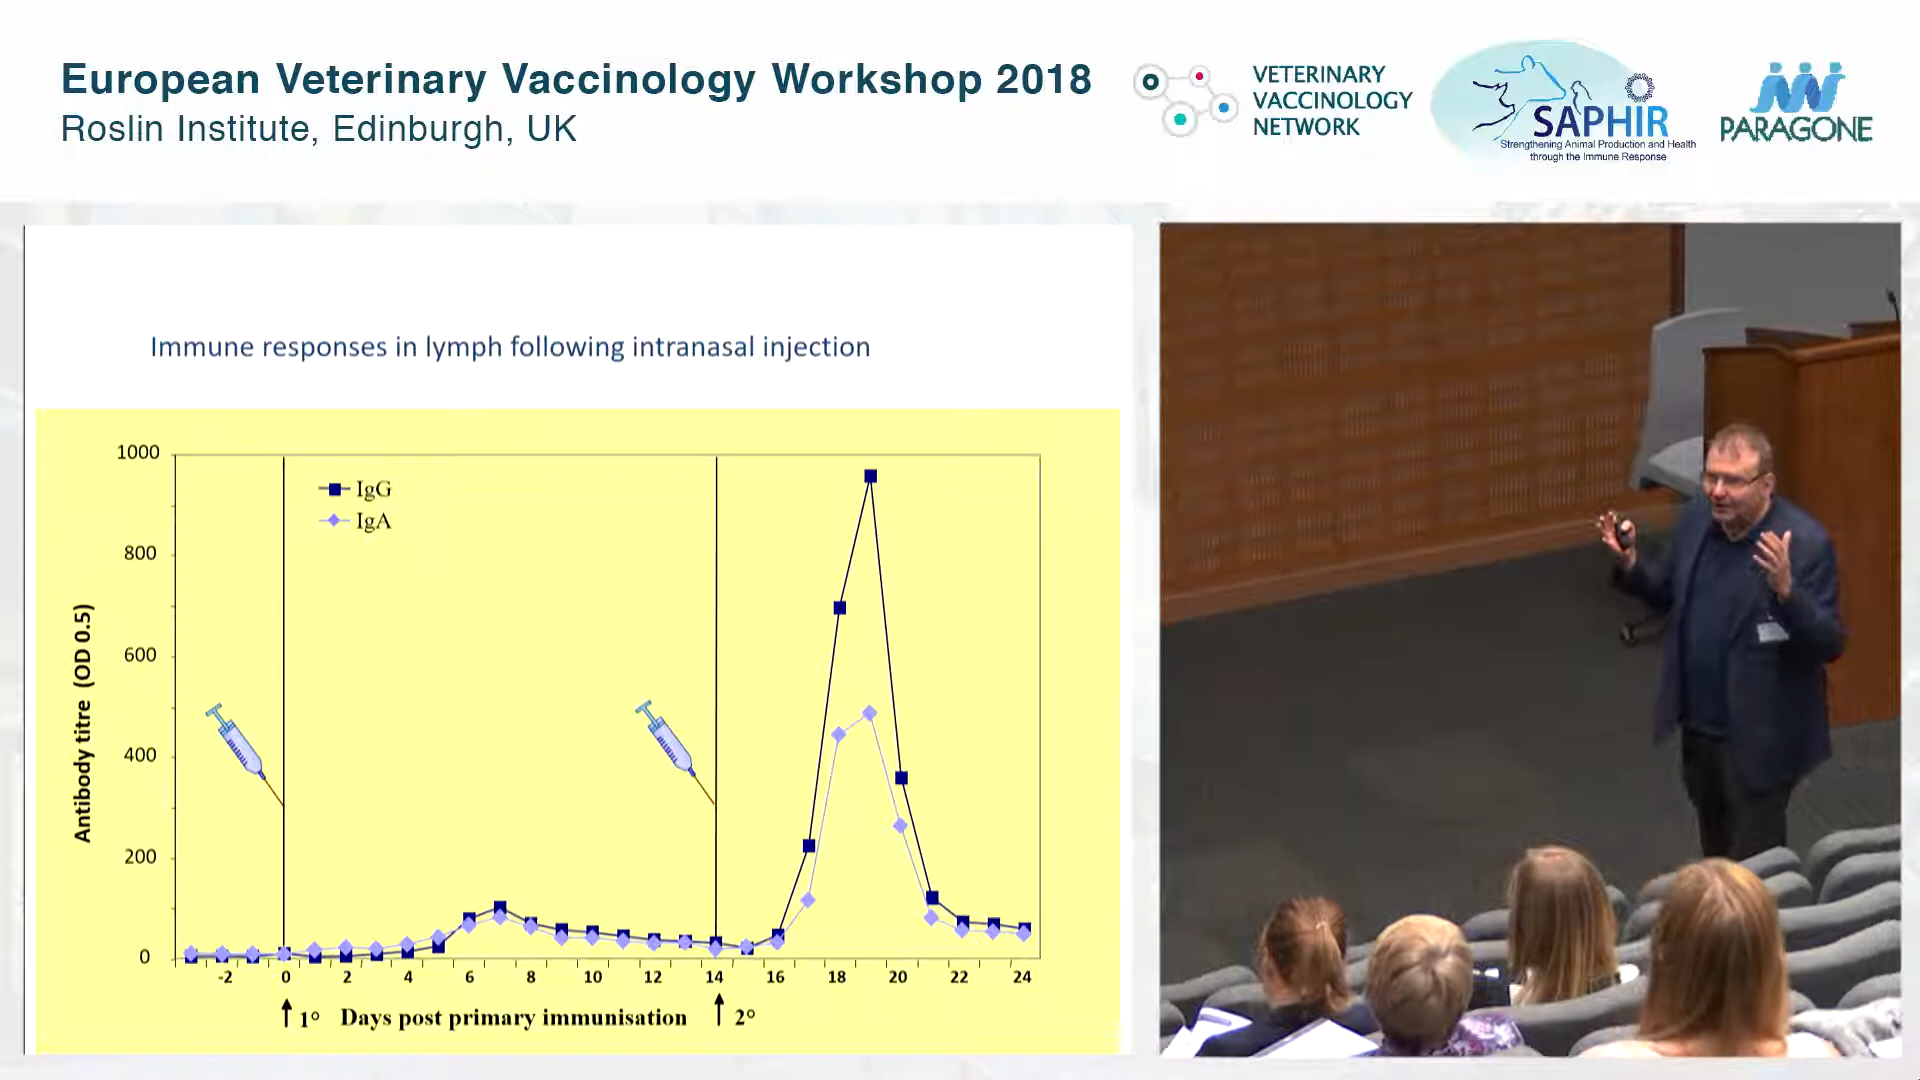 European Veterinary Vaccinology Workshop 2018
Roslin Institute, Edinburgh, UK
VETERINARY
VACCINOLOGY
NETWORK
SAPHIR
Strengthening Animal Production and Health
through the Immune Response
PARAGONE
Immune responses in lymph following intranasal injection
1000
800
600
400
200
0
Antibody titre (OD 0.5)
IgG
IgA
-2 0 2 4 6 8 10 12 14 16 18 20 22 24
1° Days post primary immunisation 2°